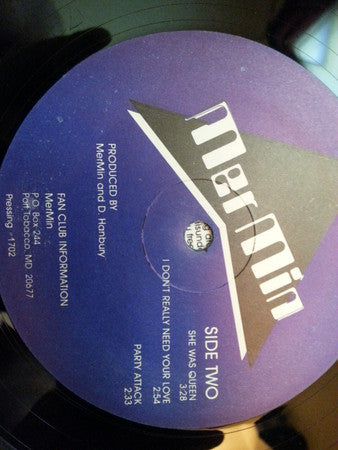 MerMin
SIDE TWO
SHE WAS QUEEN
3:28
I DON'T REALLY NEED YOUR LOVE
2:54
PARTY ATTACK
2:33
PRODUCED BY
MerMin and D. Hanbury
FAN CLUB INFORMATION
MerMin
P.O. Box 244
Port Tobacco, MD 20677
Pressing #1702